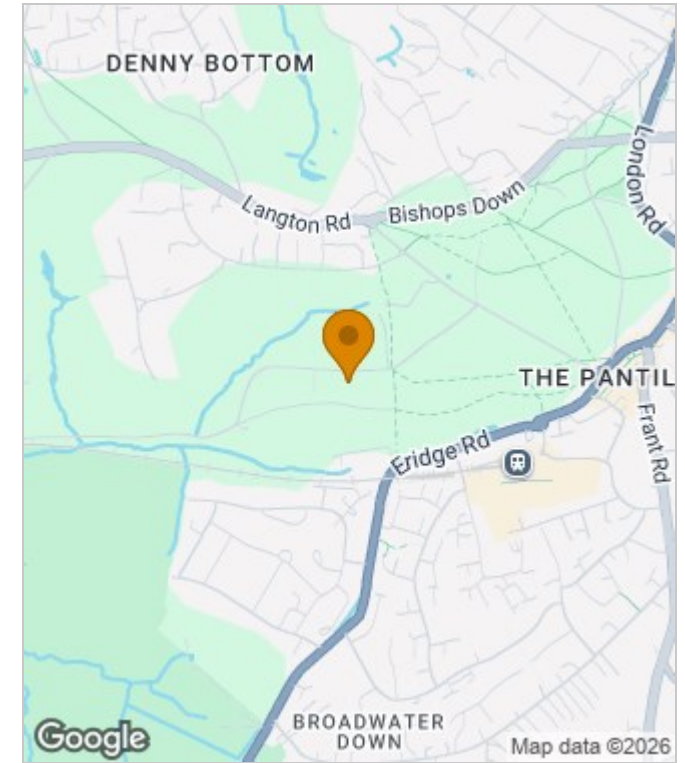 DENNY BOTTOM
London Rd
Langton Rd
Bishops Down
THE PANTIL
Frant Rd
Eridge Rd
BROADWATER
DOWN
Google
Map data ©2026